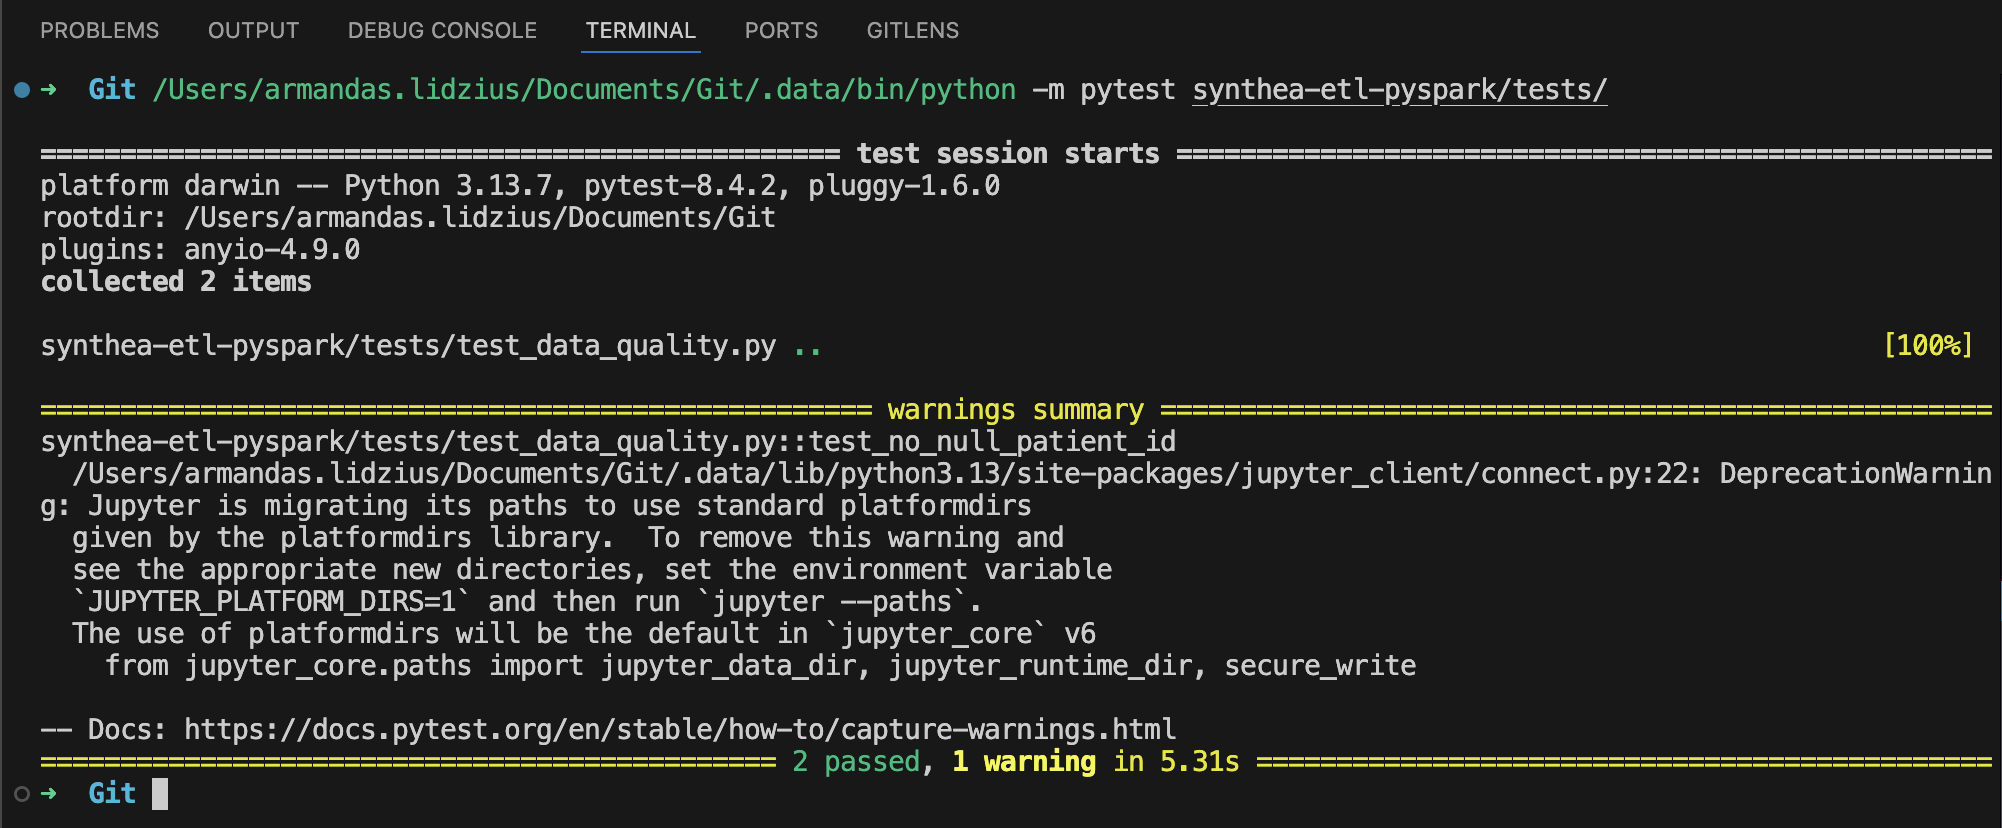 PROBLEMS OUTPUT DEBUG CONSOLE TERMINAL PORTS GITLENS
➜ Git /Users/armandas.lidzius/Documents/Git/.data/bin/python -m pytest synthea-etl-pyspark/tests/
================================================== test session starts ===================================================
platform darwin -- Python 3.13.7, pytest-8.4.2, pluggy-1.6.0
rootdir: /Users/armandas.lidzius/Documents/Git
plugins: anyio-4.9.0
collected 2 items
synthea-etl-pyspark/tests/test_data_quality.py .. [100%]
==================================================== warnings summary ====================================================
synthea-etl-pyspark/tests/test_data_quality.py::test_no_null_patient_id
  /Users/armandas.lidzius/Documents/Git/.data/lib/python3.13/site-packages/jupyter_client/connect.py:22: DeprecationWarnin
g: Jupyter is migrating its paths to use standard platformdirs
  given by the platformdirs library.  To remove this warning and
  see the appropriate new directories, set the environment variable
  `JUPYTER_PLATFORM_DIRS=1` and then run `jupyter --paths`.
  The use of platformdirs will be the default in `jupyter_core` v6
    from jupyter_core.paths import jupyter_data_dir, jupyter_runtime_dir, secure_write
-- Docs: https://docs.pytest.org/en/stable/how-to/capture-warnings.html
============================================== 2 passed, 1 warning in 5.31s ==============================================
➜ Git